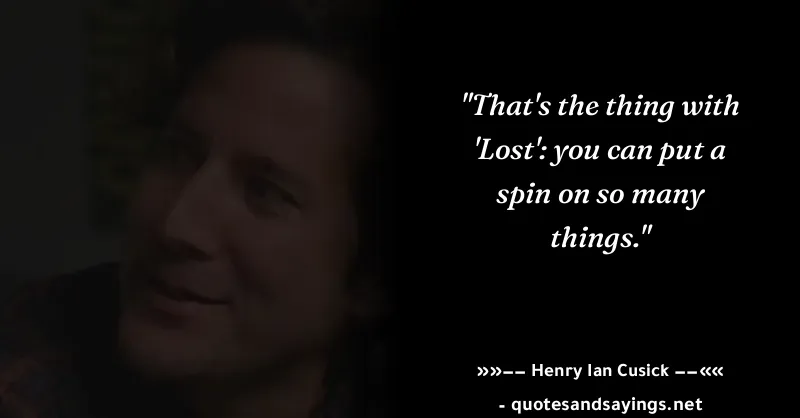 "That's the thing with
'Lost': you can put a
spin on so many
things."
»»−− Henry Ian Cusick −−««
- quotesandsayings.net